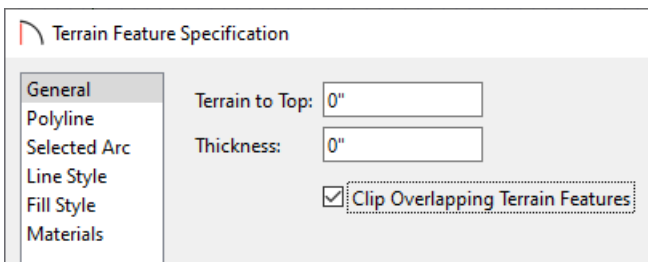 Terrain Feature Specification
General
Polyline
Selected Arc
Line Style
Fill Style
Materials
Terrain to Top: 0"
Thickness: 0"
Clip Overlapping Terrain Features